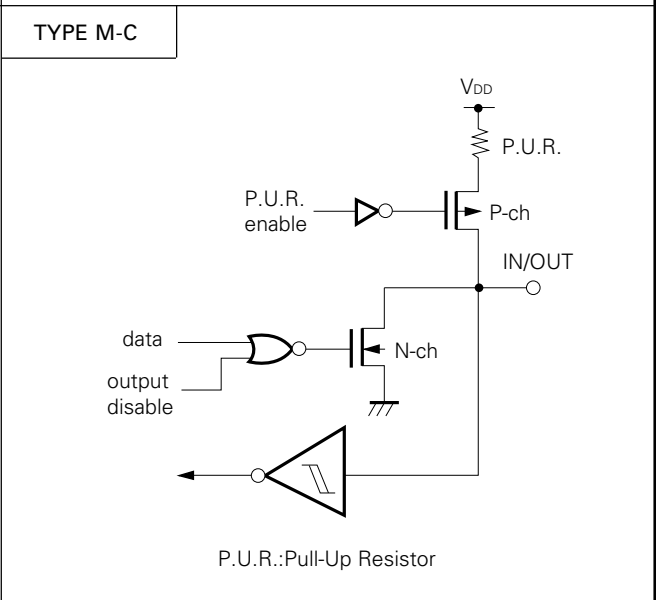 TYPE M-C
VDD
P.U.R.
P.U.R.
enable
P-ch
IN/OUT
data
N-ch
output
disable
P.U.R.:Pull-Up Resistor